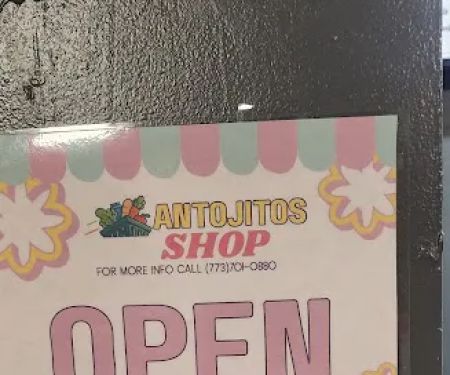 ANTOJITOS
SHOP
FOR MORE INFO CALL (773)701-0880
OPEN